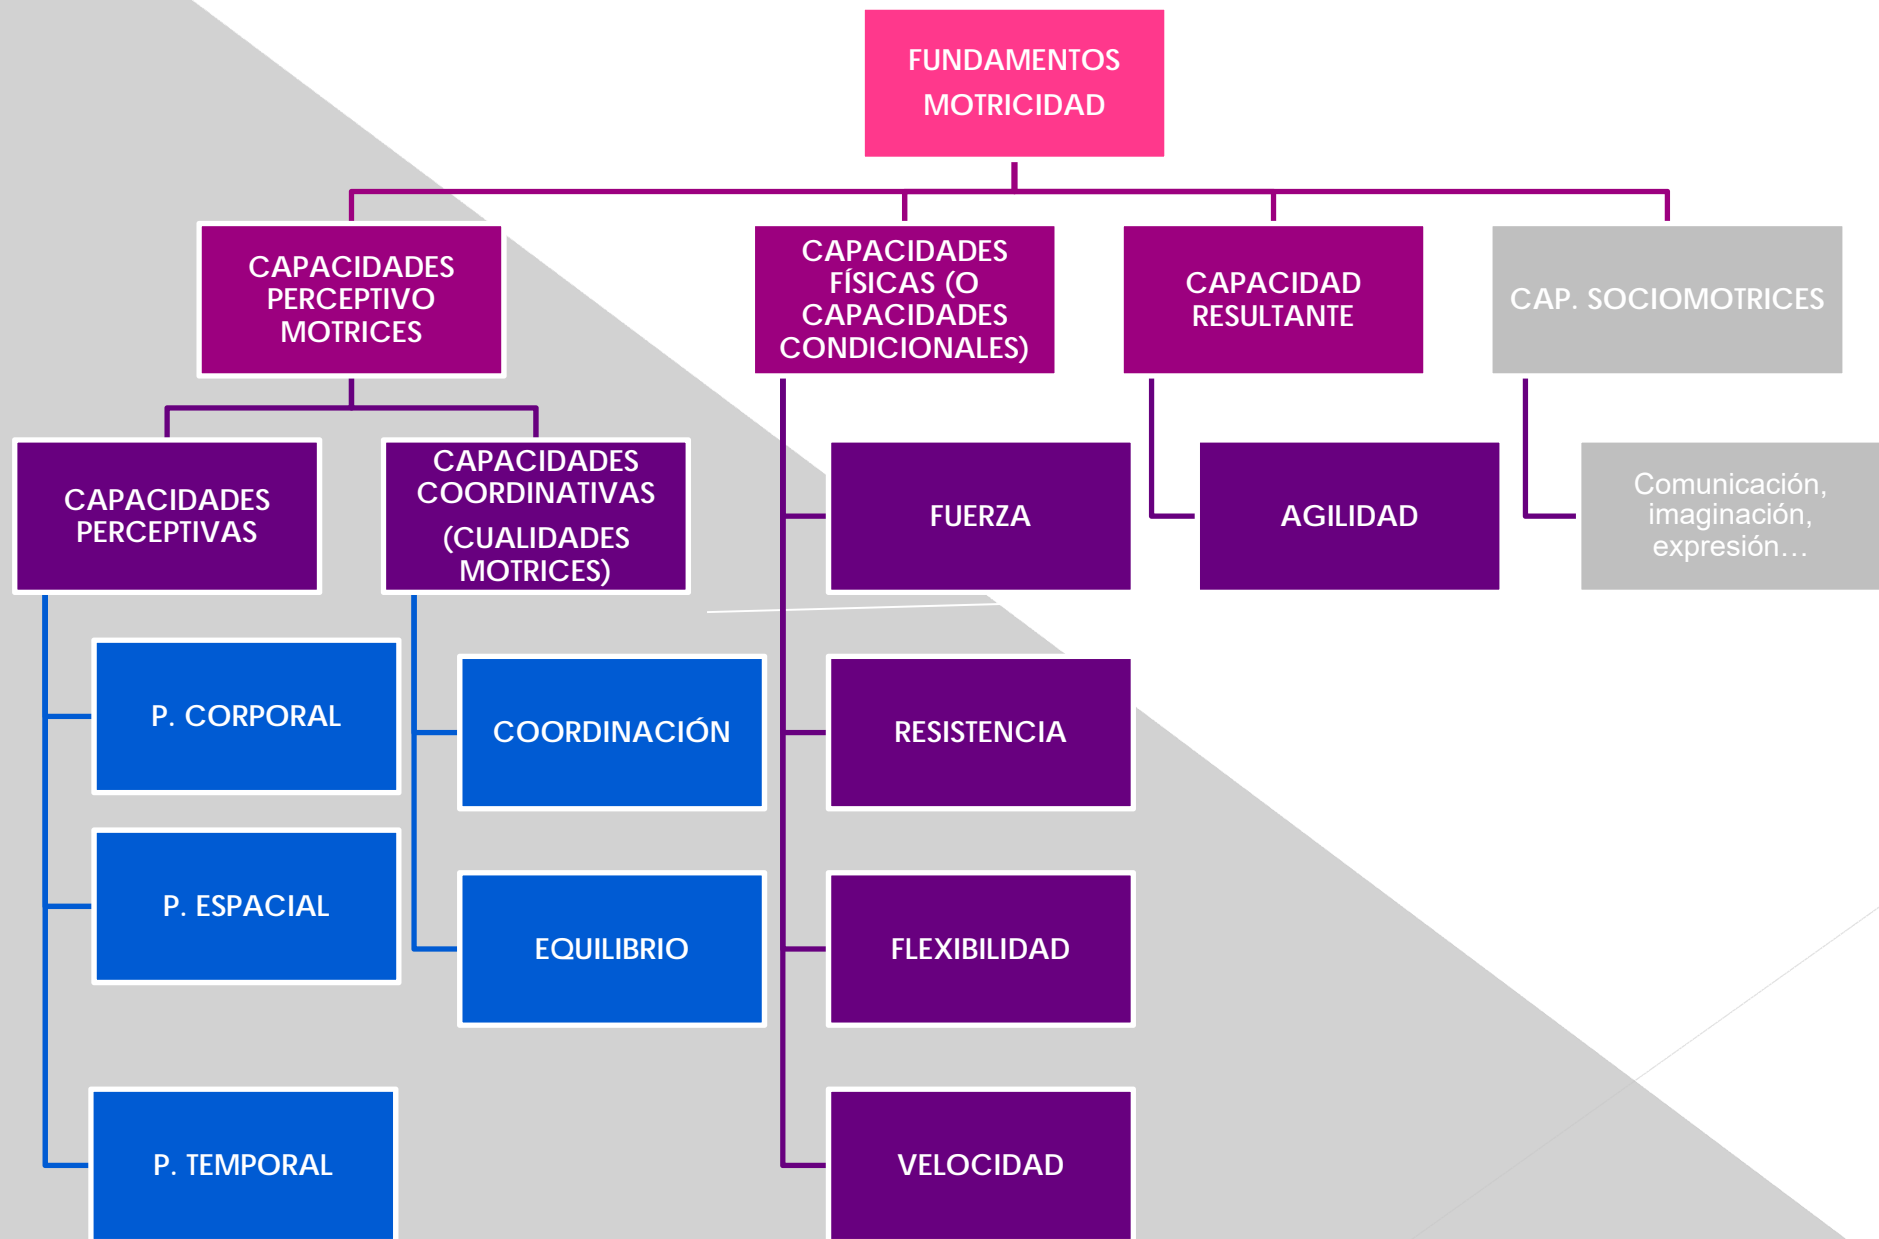 FUNDAMENTOS
MOTRICIDAD
CAPACIDADES
PERCEPTIVO
MOTRICES
CAPACIDADES
FÍSICAS (O
CAPACIDADES
CONDICIONALES)
CAPACIDAD
RESULTANTE
CAP. SOCIOMOTRICES
CAPACIDADES
PERCEPTIVAS
CAPACIDADES
COORDINATIVAS
(CUALIDADES
MOTRICES)
FUERZA
AGILIDAD
Comunicación,
imaginación,
expresión…
P. CORPORAL
COORDINACIÓN
RESISTENCIA
P. ESPACIAL
EQUILIBRIO
FLEXIBILIDAD
P. TEMPORAL
VELOCIDAD